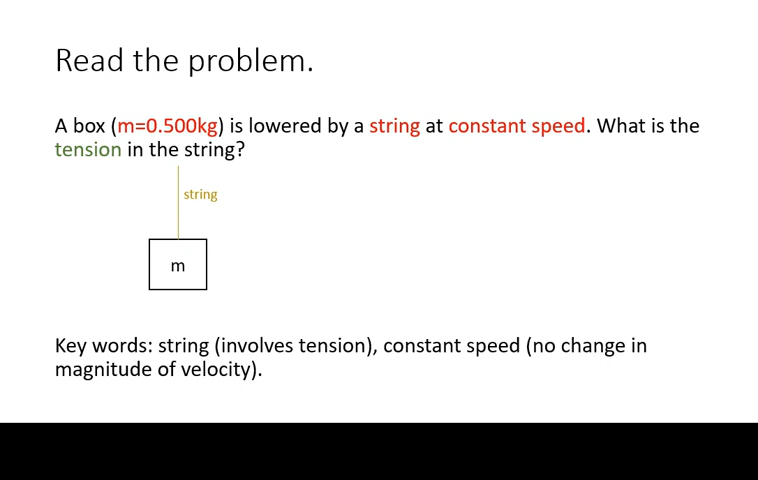 Read the problem.
A box (m=0.500kg) is lowered by a string at constant speed. What is the
tension in the string?
string
m
Key words: string (involves tension), constant speed (no change in
magnitude of velocity).